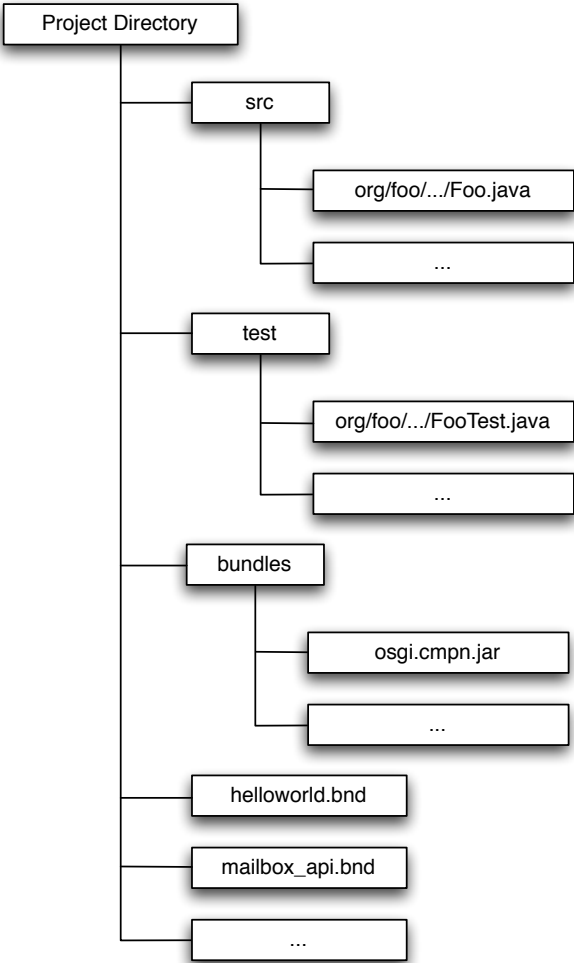 Project Directory
src
org/foo/.../Foo.java
...
test
org/foo/.../FooTest.java
...
bundles
osgi.cmpn.jar
...
helloworld.bnd
mailbox_api.bnd
...